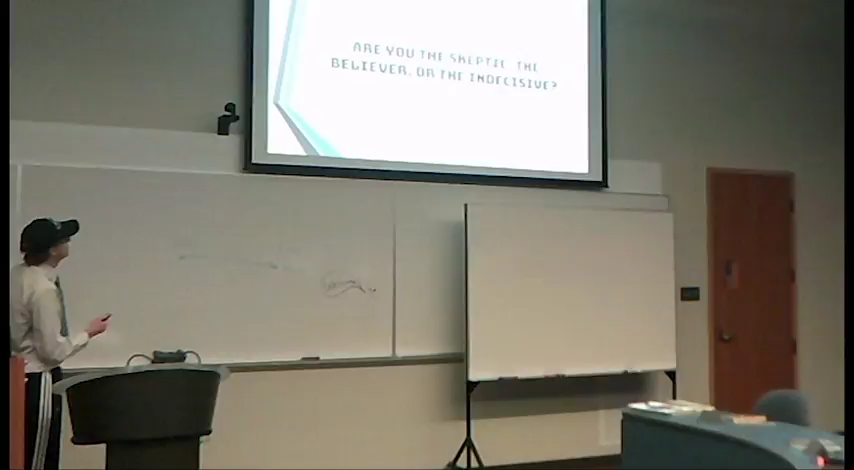 ARE YOU THE SKEPTIC, THE
BELIEVER, OR THE INDECISIVE?